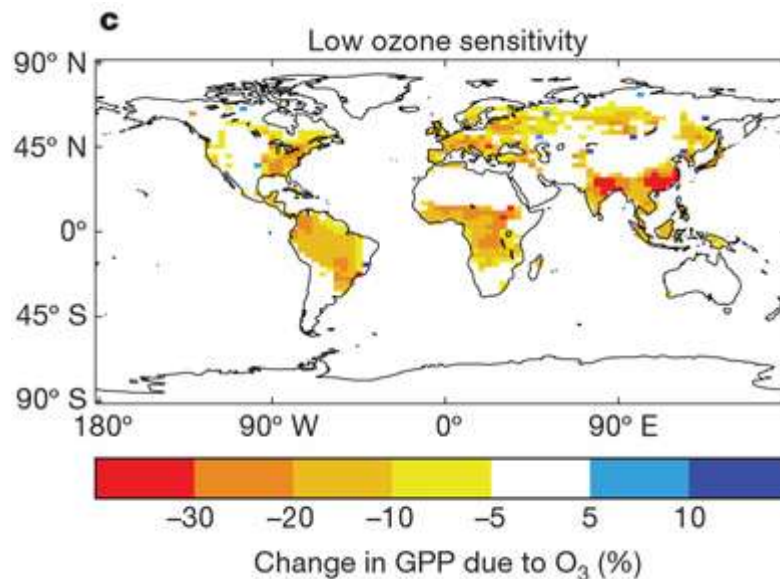 c
Low ozone sensitivity
90° N
45° N
0°
45° S
90° S
180° 90° W 0° 90° E
–30 –20 –10 –5 5 10
Change in GPP due to O₃ (%)